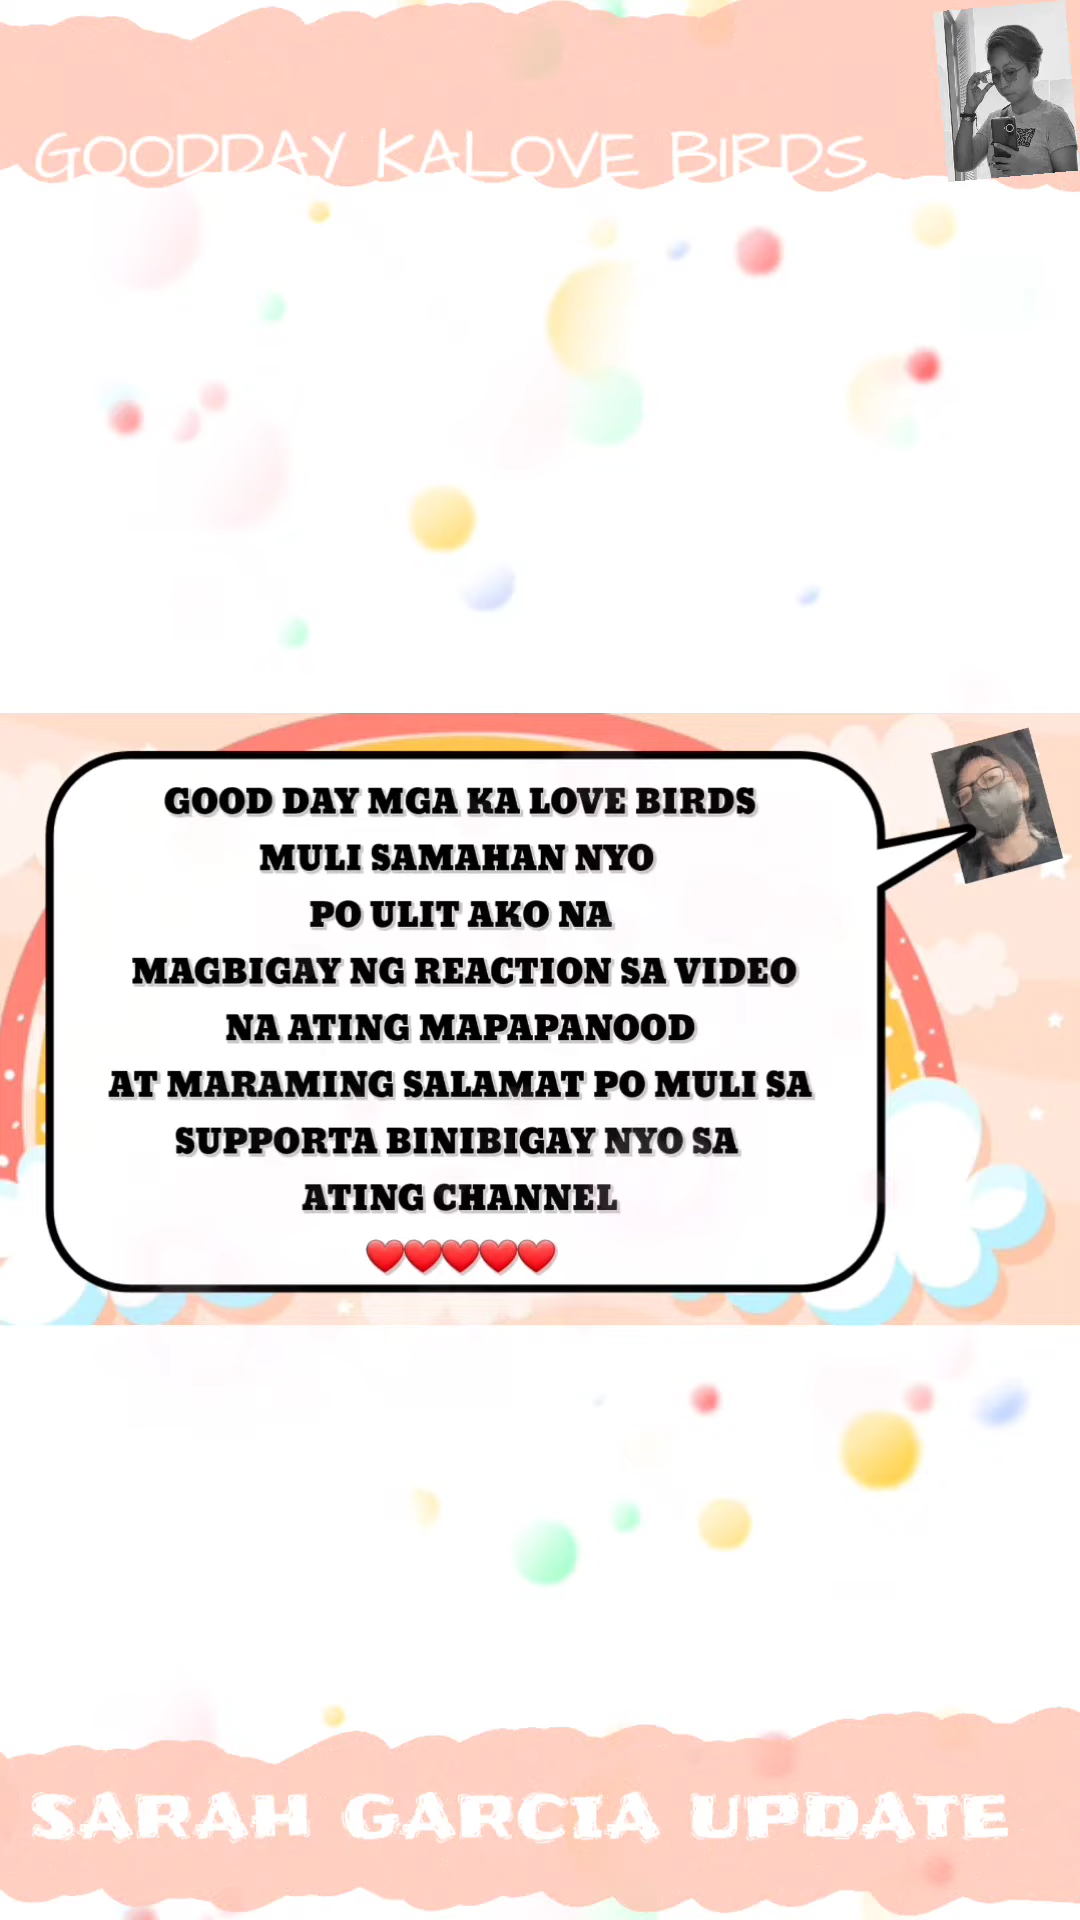 GOODDAY KALOVE BIRDS
GOOD DAY MGA KA LOVE BIRDS
MULI SAMAHAN NYO
PO ULIT AKO NA
MAGBIGAY NG REACTION SA VIDEO
NA ATING MAPAPANOOD
AT MARAMING SALAMAT PO MULI SA
SUPPORTA BINIBIGAY NYO SA
ATING CHANNEL
❤️❤️❤️❤️❤️
SARAH GARCIA UPDATE